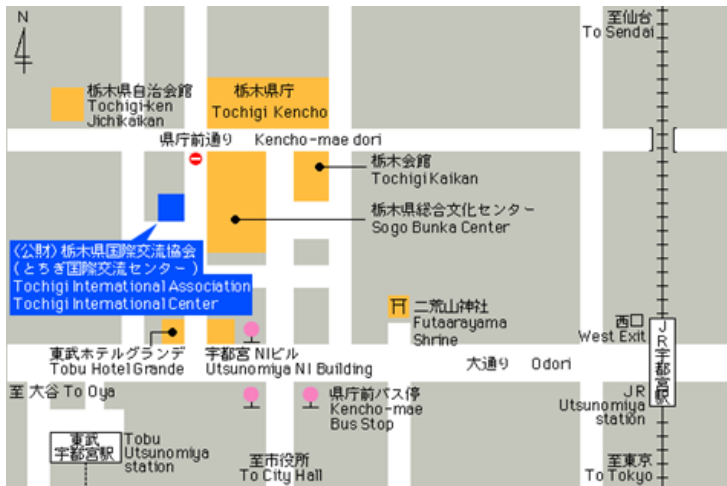 N
至仙台
To Sendai
栃木県自治会館
Tochigi-ken
Jichikaikan
栃木県庁
Tochigi Kencho
県庁前通り Kencho-mae dori
栃木会館
Tochigi Kaikan
栃木県総合文化センター
Sogo Bunka Center
〈公財〉栃木県国際交流協会
(とちぎ国際交流センター)
Tochigi International Association
Tochigi International Center
二荒山神社
Futaarayama
Shrine
西口
West Exit
東武ホテルグランデ
Tobu Hotel Grande
宇都宮 NIビル
Utsunomiya NI Building
大通り Odori
JR宇都宮駅
JR
Utsunomiya
station
至 大谷 To Oya
県庁前バス停
Kencho-mae
Bus Stop
東武
宇都宮駅
Tobu
Utsunomiya
station
至市役所
To City Hall
至東京
To Tokyo